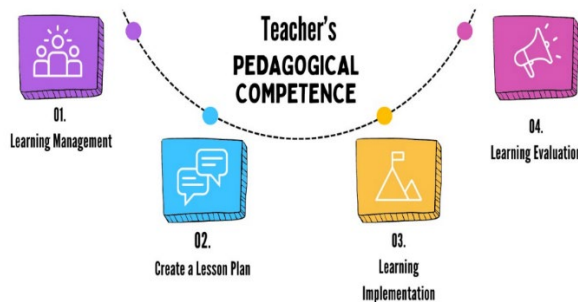 Teacher's
PEDAGOGICAL
COMPETENCE
01.
Learning Management
02.
Create a Lesson Plan
03.
Learning
Implementation
04.
Learning Evaluation